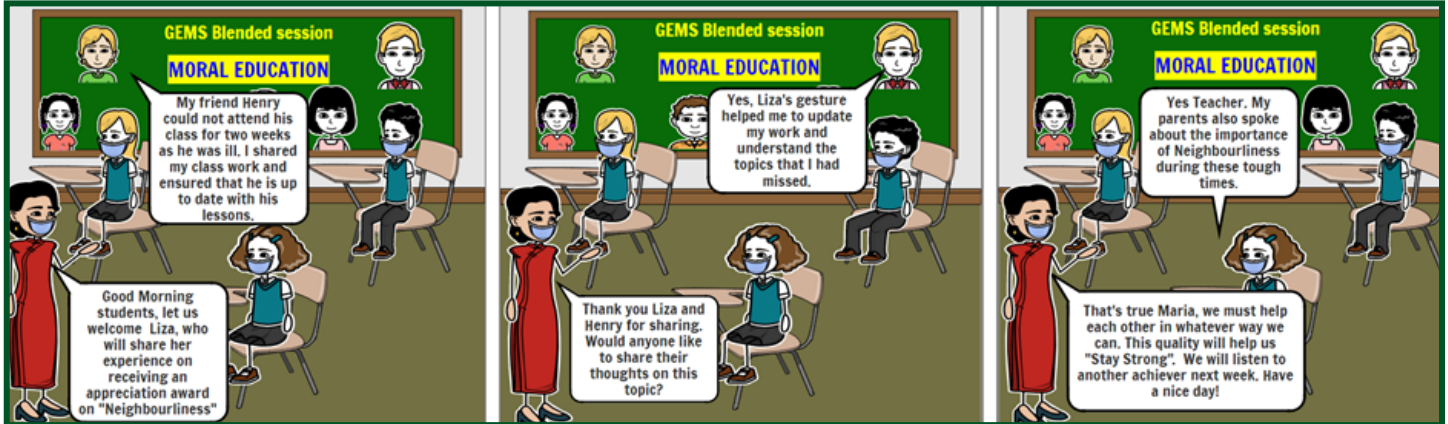 GEMS Blended session
MORAL EDUCATION
My friend Henry
could not attend his
class for two weeks
as he was ill, I shared
my class work and
ensured that he is up
to date with his
lessons.
Good Morning
students, let us
welcome Liza, who
will share her
experience on
receiving an
appreciation award
on "Neighbourliness"
GEMS Blended session
MORAL EDUCATION
Yes, Liza's gesture
helped me to update
my work and
understand the
topics that I had
missed.
Thank you Liza and
Henry for sharing.
Would anyone like
to share their
thoughts on this
topic?
GEMS Blended session
MORAL EDUCATION
Yes Teacher. My
parents also spoke
about the importance
of Neighbourliness
during these tough
times.
That's true Maria, we must help
each other in whatever way we
can. This quality will help us
"Stay Strong". We will listen to
another achiever next week. Have
a nice day!